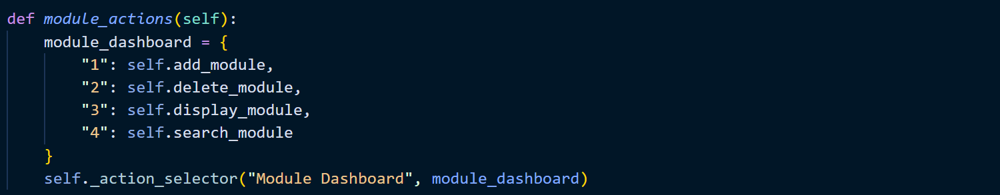 def module_actions(self):
    module_dashboard = {
        "1": self.add_module,
        "2": self.delete_module,
        "3": self.display_module,
        "4": self.search_module
    }
    self._action_selector("Module Dashboard", module_dashboard)